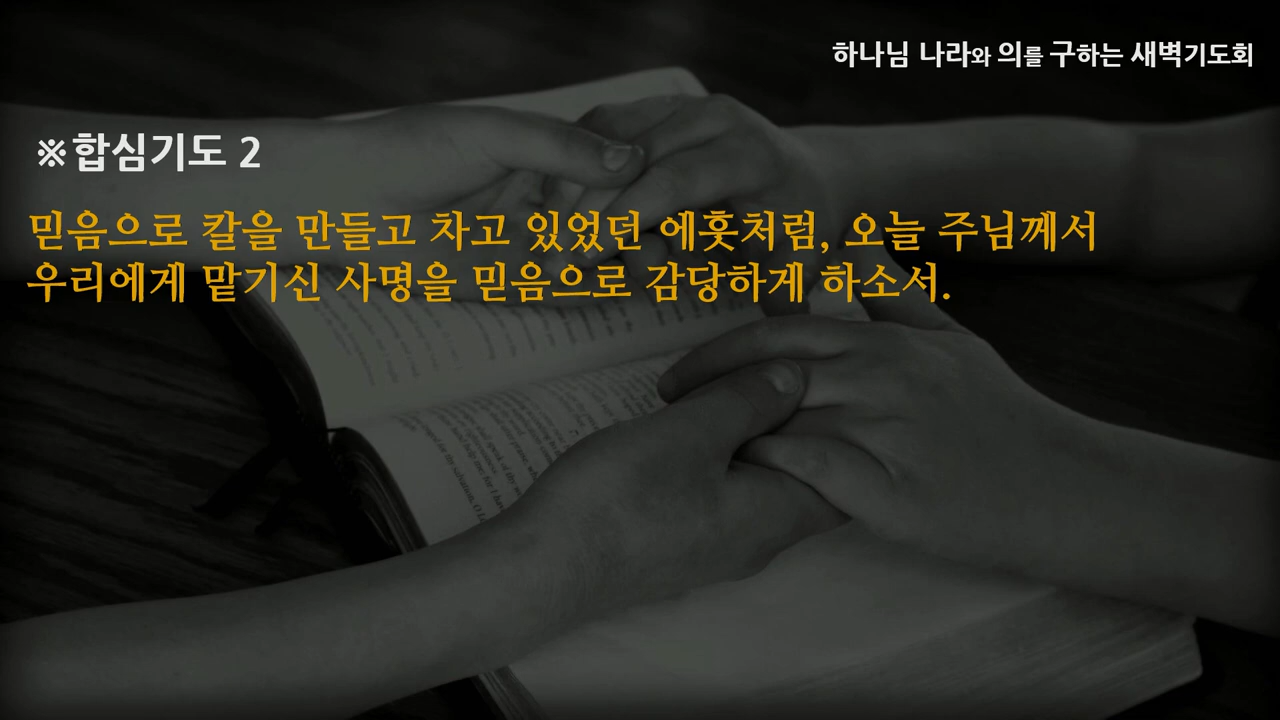 하나님 나라와 의를 구하는 새벽기도회
※합심기도 2
믿음으로 칼을 만들고 차고 있었던 에훗처럼, 오늘 주님께서
우리에게 맡기신 사명을 믿음으로 감당하게 하소서.